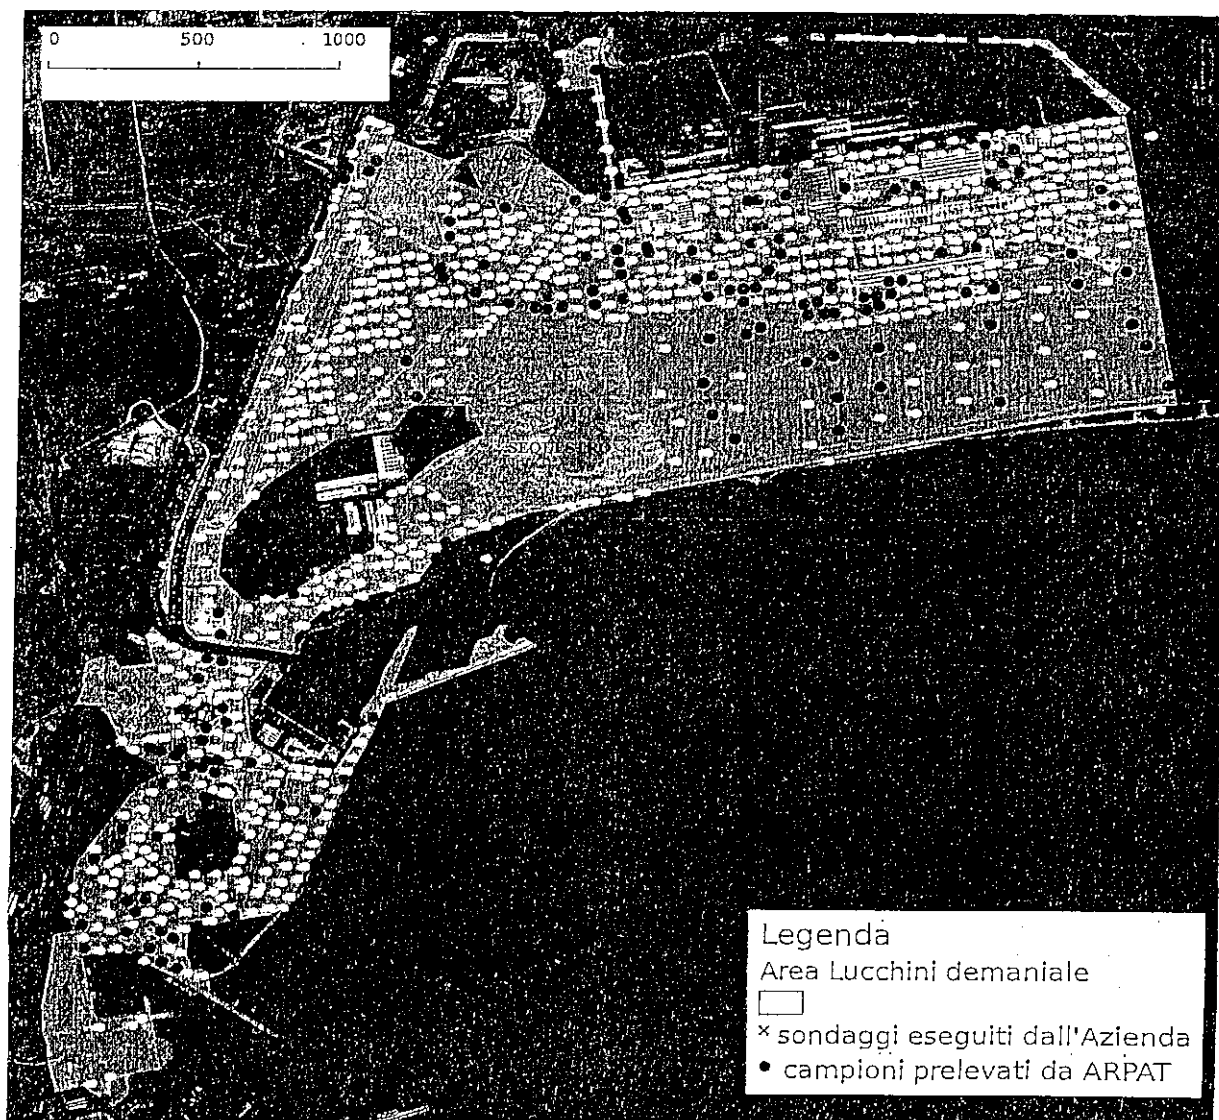 0 500 1000
Legenda
Area Lucchini demaniale
× sondaggi eseguiti dall'Azienda
• campioni prelevati da ARPAT